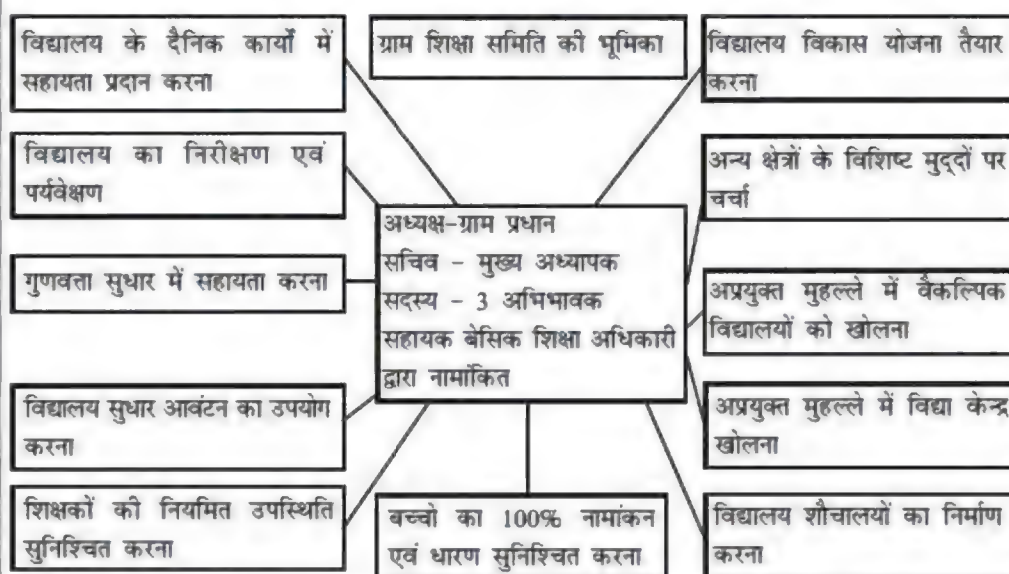 विद्यालय के दैनिक कार्यों में
सहायता प्रदान करना
ग्राम शिक्षा समिति की भूमिका
विद्यालय विकास योजना तैयार
करना
विद्यालय का निरीक्षण एवं
पर्यवेक्षण
अन्य क्षेत्रों के विशिष्ट मुद्दों पर
चर्चा
अध्यक्ष-ग्राम प्रधान
सचिव - मुख्य अध्यापक
सदस्य - 3 अभिभावक
सहायक बेसिक शिक्षा अधिकारी
द्वारा नामांकित
गुणवत्ता सुधार में सहायता करना
अप्रयुक्त मुहल्ले में वैकल्पिक
विद्यालयों को खोलना
विद्यालय सुधार आवंटन का उपयोग
करना
अप्रयुक्त मुहल्ले में विद्या केन्द्र
खोलना
शिक्षकों की नियमित उपस्थिति
सुनिश्चित करना
बच्चो का 100% नामांकन
एवं धारण सुनिश्चित करना
विद्यालय शौचालयों का निर्माण
करना